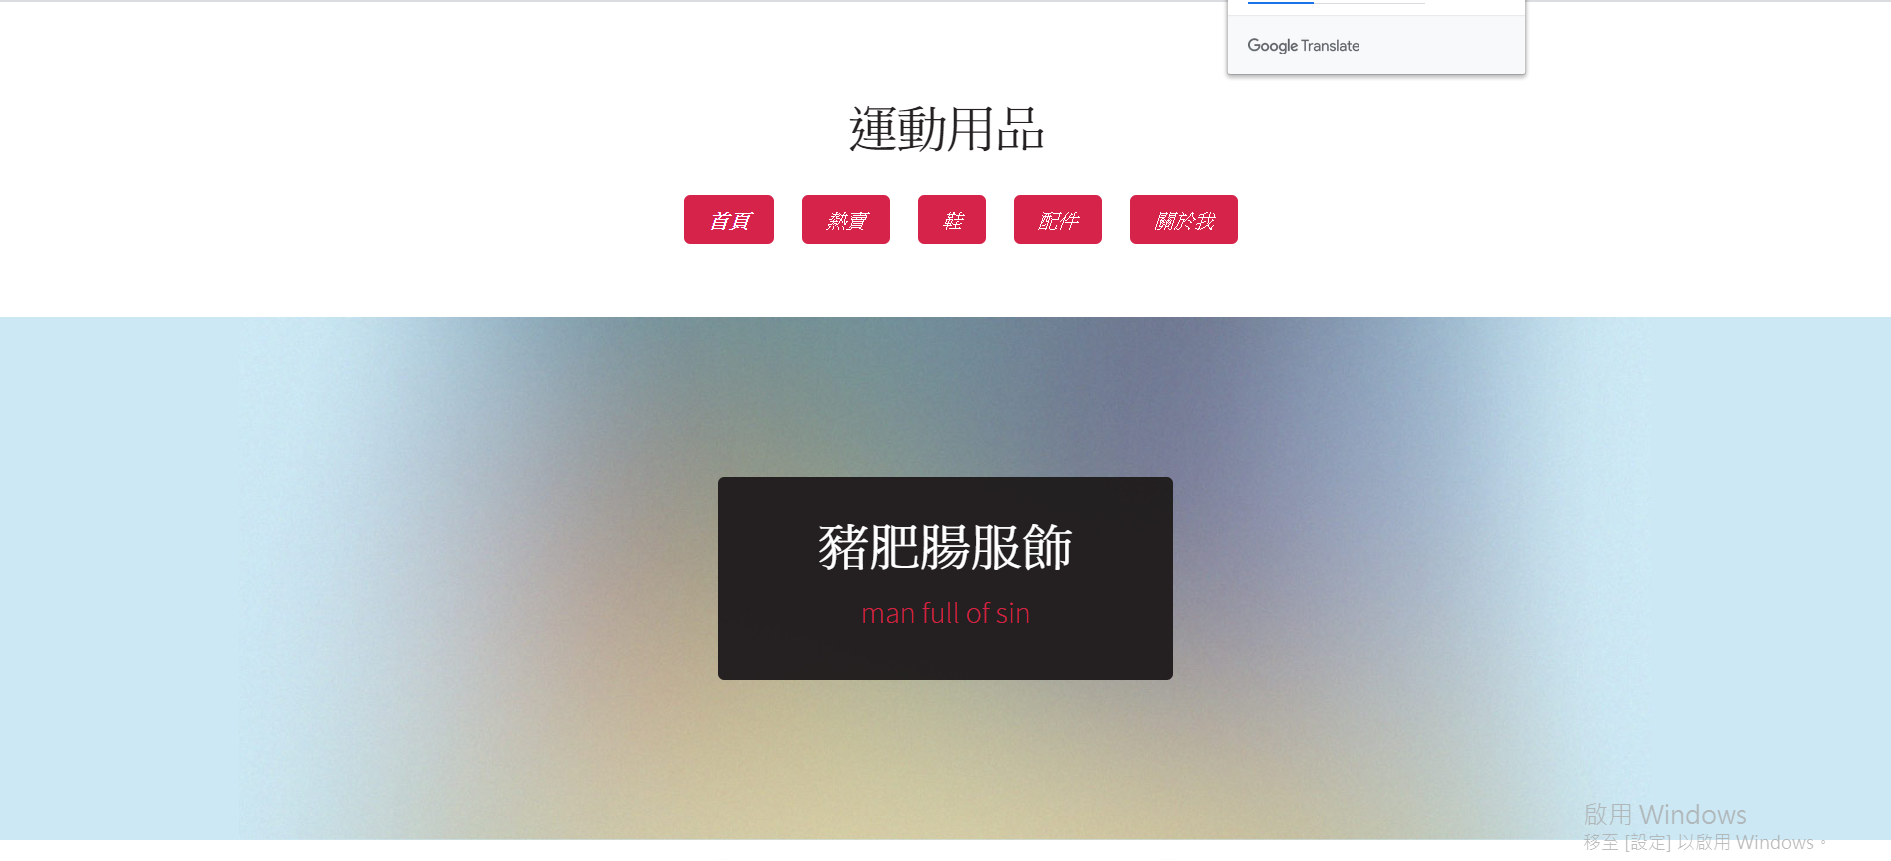 Google Translate
運動用品
首頁 熱賣 鞋 配件 關於我
豬肥腸服飾
man full of sin
啟用 Windows
移至 [設定] 以啟用 Windows。